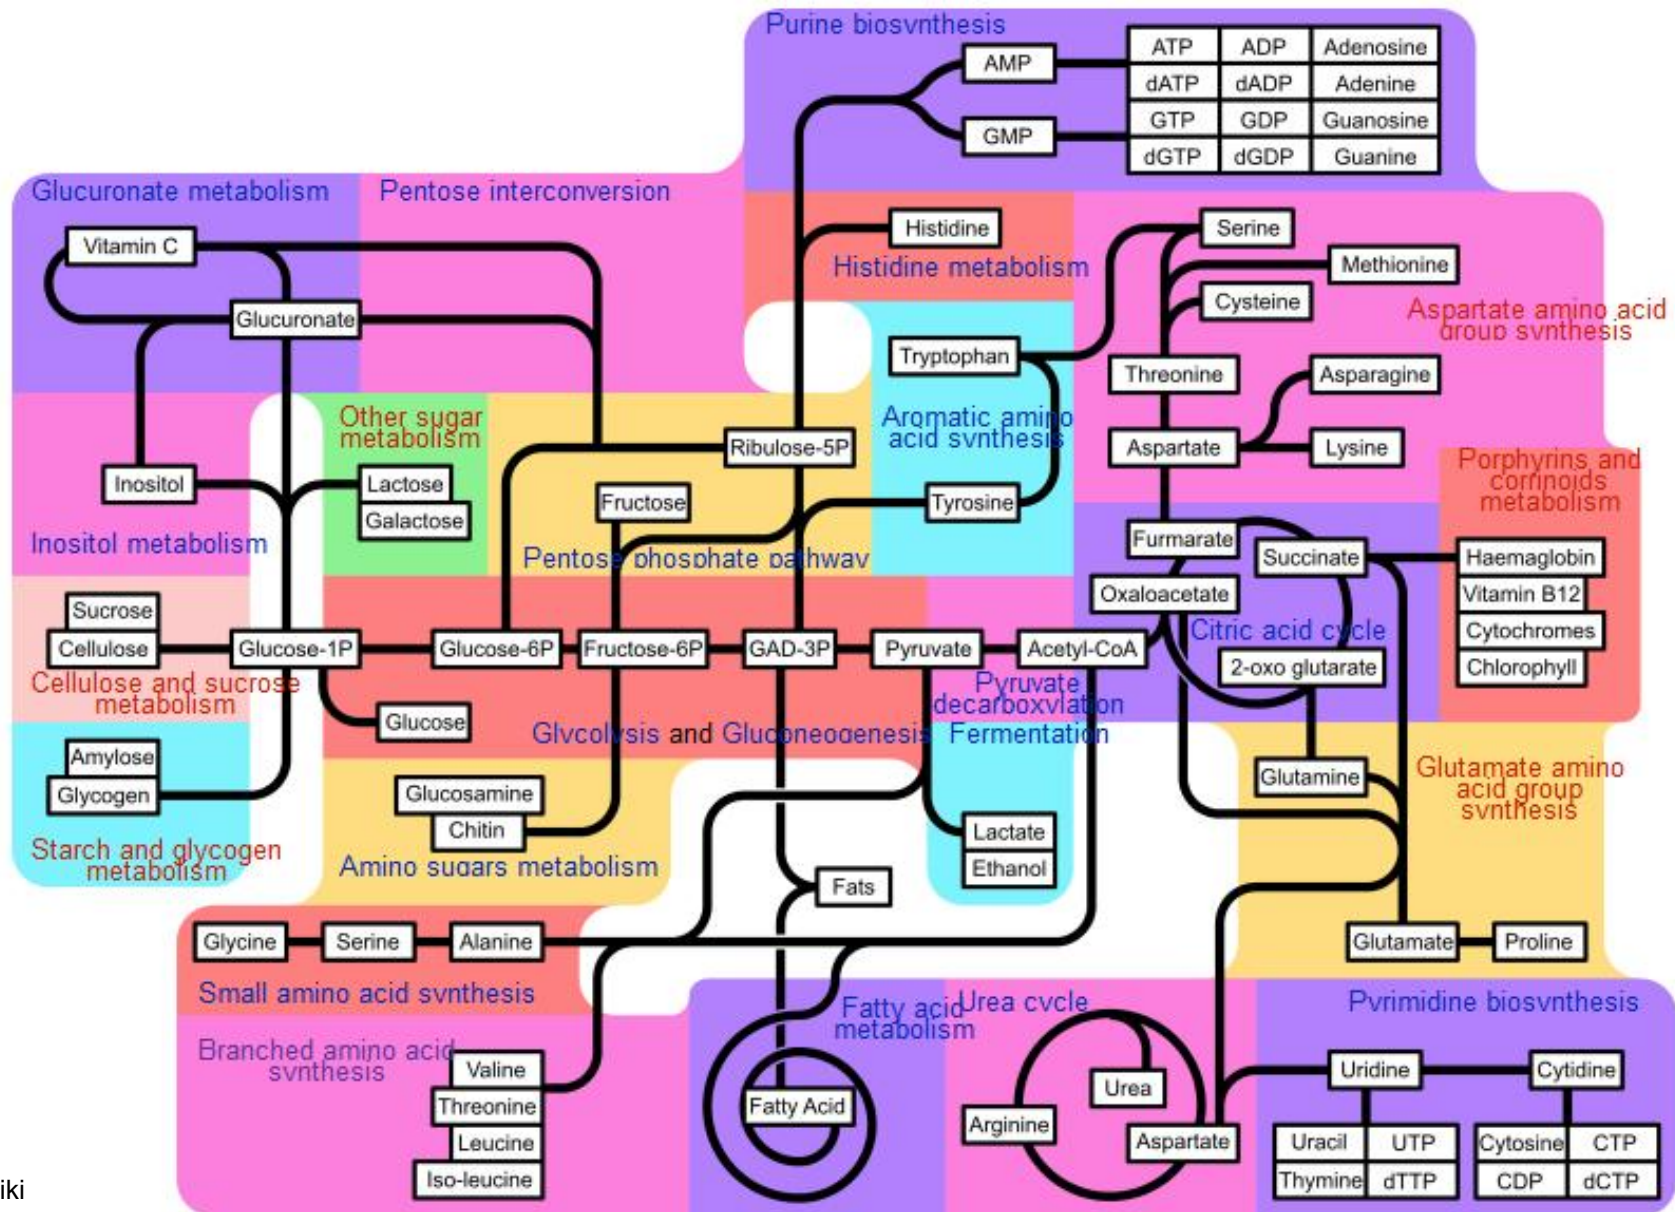 Purine biosynthesis
AMP
ATP ADP Adenosine
dATP dADP Adenine
GMP
GTP GDP Guanosine
dGTP dGDP Guanine
Glucuronate metabolism
Pentose interconversion
Vitamin C
Glucuronate
Histidine
Histidine metabolism
Serine
Methionine
Cysteine
Aspartate amino acid
group synthesis
Tryptophan
Threonine
Asparagine
Aromatic amino
acid synthesis
Aspartate
Lysine
Tyrosine
Other sugar
metabolism
Lactose
Galactose
Ribulose-5P
Fructose
Pentose phosphate pathway
Inositol
Inositol metabolism
Porphyrins and
corrinoids
metabolism
Haemaglobin
Vitamin B12
Cytochromes
Chlorophyll
Furmarate
Succinate
Oxaloacetate
Citric acid cycle
2-oxo glutarate
Sucrose
Cellulose
Glucose-1P
Glucose-6P
Fructose-6P
GAD-3P
Pyruvate
Acetyl-CoA
Cellulose and sucrose
metabolism
Glucose
Glycolysis and Gluconeogenesis
Pyruvate
decarboxylation
Fermentation
Amylose
Glycogen
Starch and glycogen
metabolism
Glucosamine
Chitin
Amino sugars metabolism
Lactate
Ethanol
Fats
Glutamine
Glutamate amino
acid group
synthesis
Glutamate
Proline
Glycine
Serine
Alanine
Small amino acid synthesis
Branched amino acid
synthesis
Valine
Threonine
Leucine
Iso-leucine
Fatty acid
metabolism
Fatty Acid
Urea cycle
Urea
Arginine
Aspartate
Pyrimidine biosynthesis
Uridine
Cytidine
Uracil UTP
Thymine dTTP
Cytosine CTP
CDP dCTP
iki